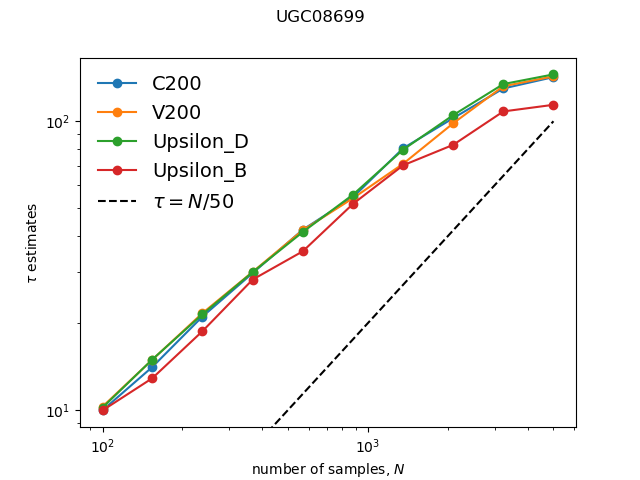 UGC08699
C200
V200
Upsilon_D
Upsilon_B
τ = N/50
τ estimates
10²
10¹
10²
10³
number of samples, N